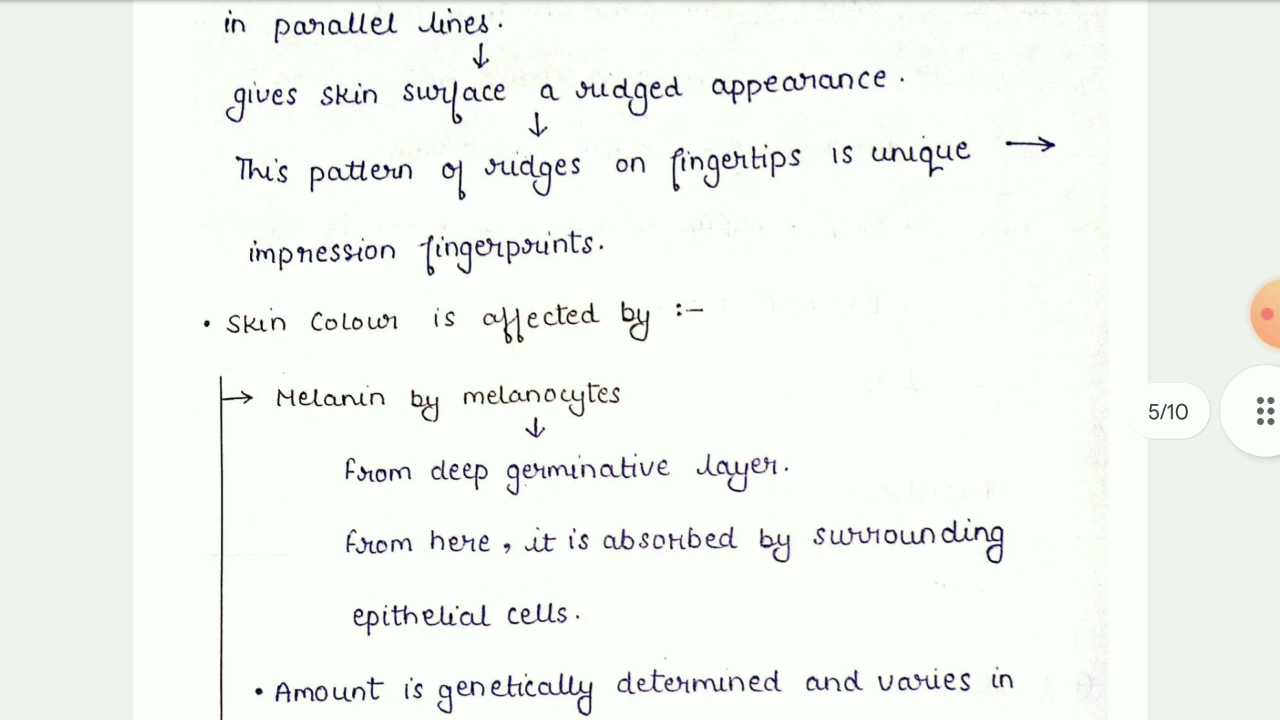 in parallel lines.
↓
gives skin surface a ridged appearance.
↓
This pattern of ridges on fingertips is unique →
impression fingerprints.
• Skin Colour is affected by :-
→ Melanin by melanocytes
↓
from deep germinative layer.
from here, it is absorbed by surrounding
epithelial cells.
• Amount is genetically determined and varies in
5/10